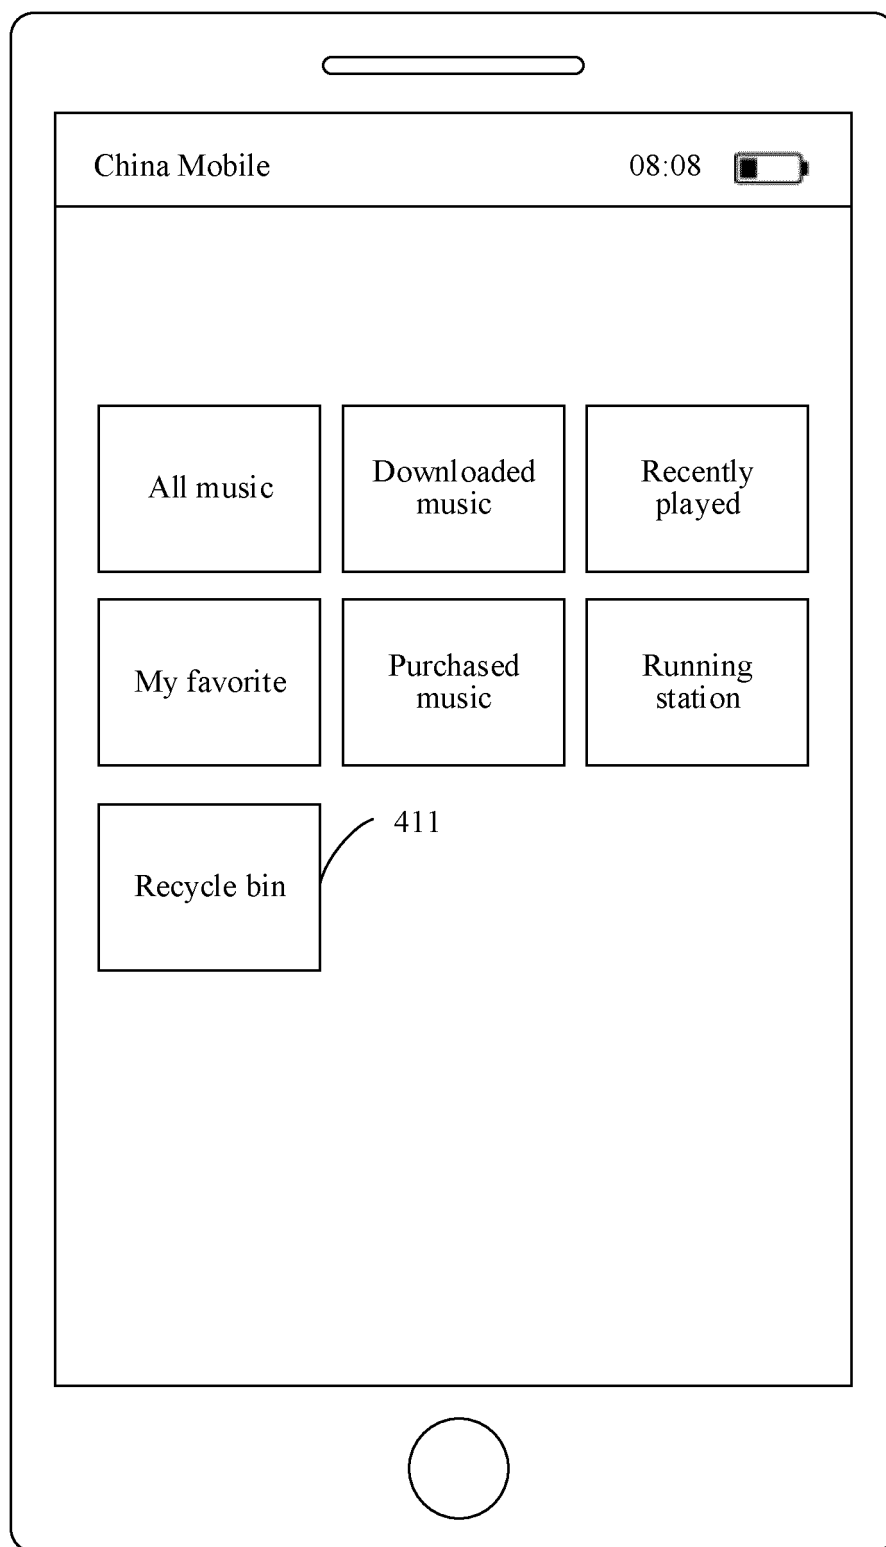 China Mobile 08:08
All music
Downloaded
music
Recently
played
My favorite
Purchased
music
Running
station
Recycle bin
411